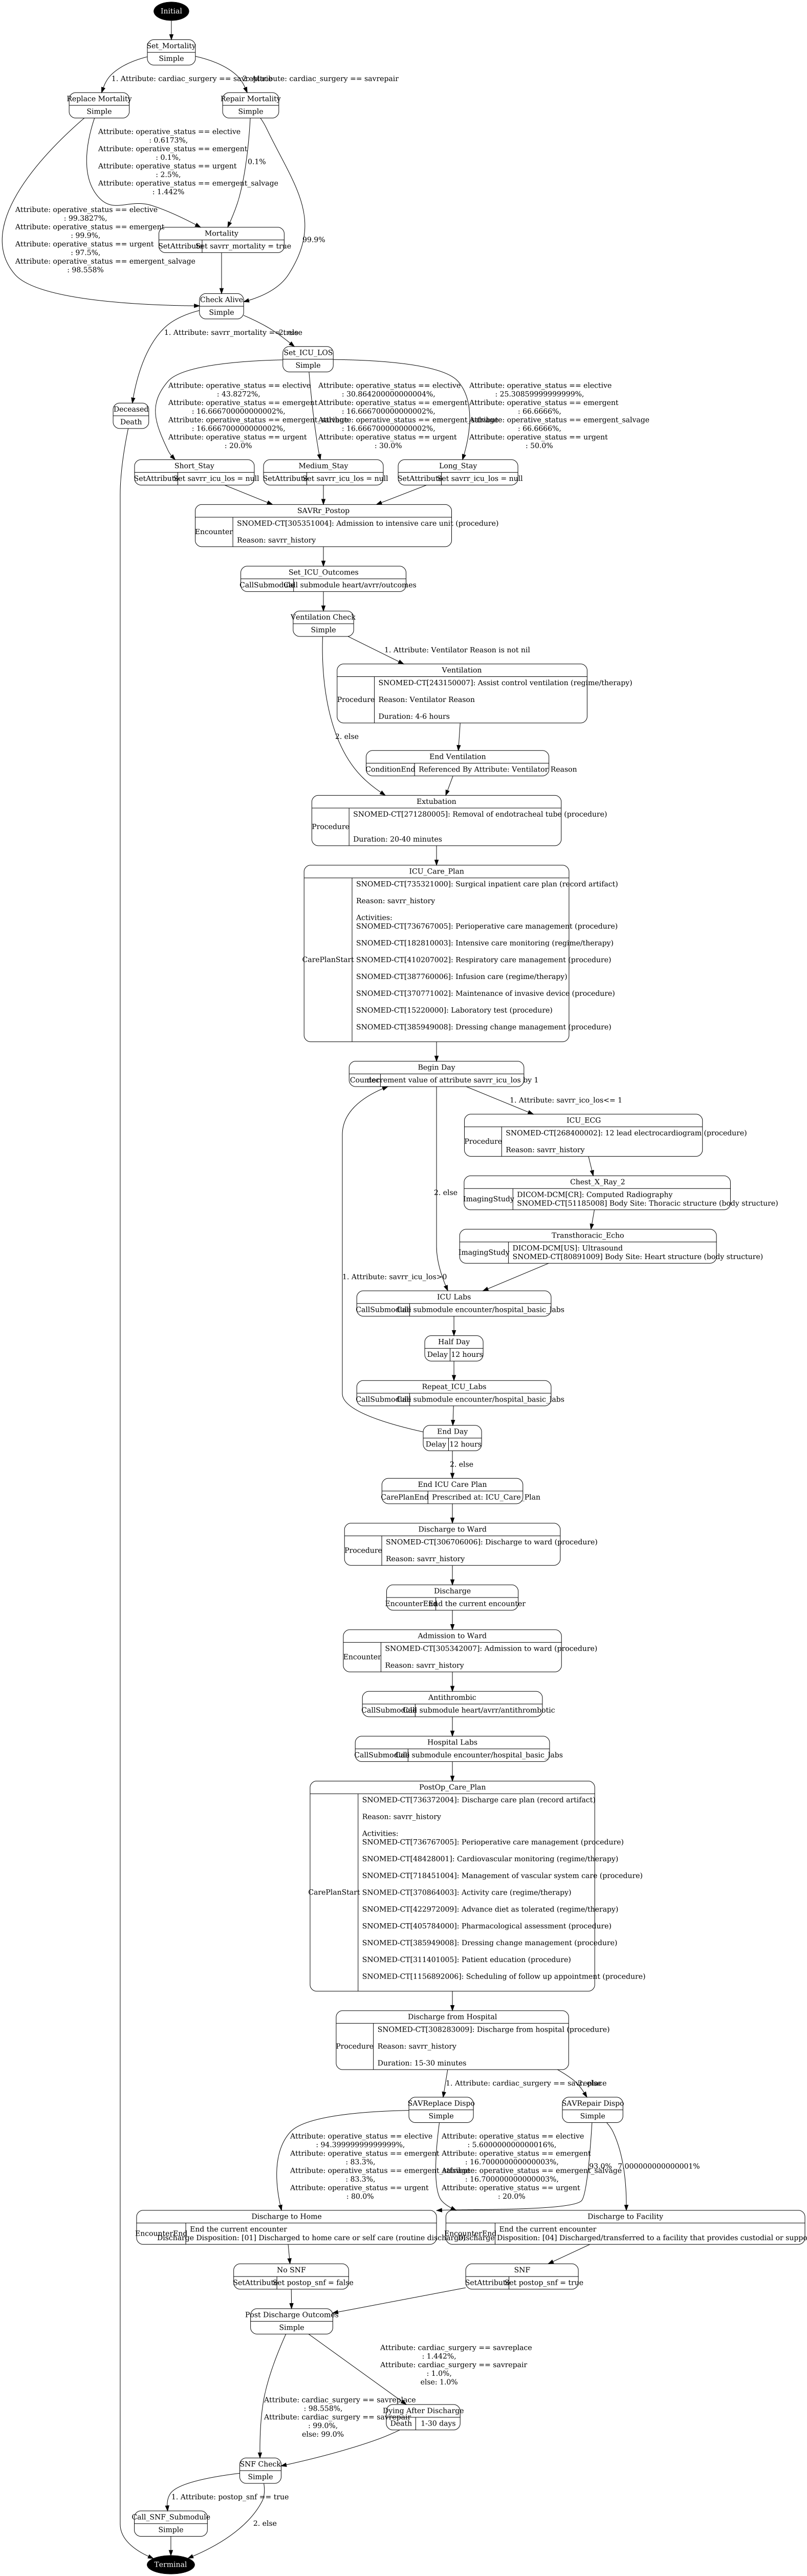 Initial
Set_Mortality
Simple
1. Attribute: cardiac_surgery == savreplace
2. Attribute: cardiac_surgery == savrepair
Replace Mortality
Simple
Repair Mortality
Simple
Attribute: operative_status == elective
: 0.6173%,
Attribute: operative_status == emergent
: 0.1%,
Attribute: operative_status == urgent
: 2.5%,
Attribute: operative_status == emergent_salvage
: 1.442%
0.1%
Attribute: operative_status == elective
: 99.3827%,
Attribute: operative_status == emergent
: 99.9%,
Attribute: operative_status == urgent
: 97.5%,
Attribute: operative_status == emergent_salvage
: 98.558%
99.9%
Mortality
SetAttribute
Set savrr_mortality = true
Check Alive
Simple
1. Attribute: savrr_mortality == true
2. else
Set_ICU_LOS
Simple
Attribute: operative_status == elective
: 43.8272%,
Attribute: operative_status == emergent
: 16.666700000000002%,
Attribute: operative_status == emergent_salvage
: 16.666700000000002%,
Attribute: operative_status == urgent
: 20.0%
Attribute: operative_status == elective
: 30.864200000000004%,
Attribute: operative_status == emergent
: 16.666700000000002%,
Attribute: operative_status == emergent_salvage
: 16.666700000000002%,
Attribute: operative_status == urgent
: 30.0%
Attribute: operative_status == elective
: 25.30859999999999%,
Attribute: operative_status == emergent
: 66.6666%,
Attribute: operative_status == emergent_salvage
: 66.6666%,
Attribute: operative_status == urgent
: 50.0%
Deceased
Death
Short_Stay
SetAttribute
Set savrr_icu_los = null
Medium_Stay
SetAttribute
Set savrr_icu_los = null
Long_Stay
SetAttribute
Set savrr_icu_los = null
SAVRr_Postop
Encounter
SNOMED-CT[305351004]: Admission to intensive care unit (procedure)
Reason: savrr_history
Set_ICU_Outcomes
CallSubmodule
Call submodule heart/avrr/outcomes
Ventilation Check
Simple
1. Attribute: Ventilator Reason is not nil
Ventilation
Procedure
SNOMED-CT[243150007]: Assist control ventilation (regime/therapy)
Reason: Ventilator Reason
Duration: 4-6 hours
2. else
End Ventilation
ConditionEnd
Referenced By Attribute: Ventilator Reason
Extubation
Procedure
SNOMED-CT[271280005]: Removal of endotracheal tube (procedure)
Duration: 20-40 minutes
ICU_Care_Plan
CarePlanStart
SNOMED-CT[735321000]: Surgical inpatient care plan (record artifact)
Reason: savrr_history
Activities:
SNOMED-CT[736767005]: Perioperative care management (procedure)
SNOMED-CT[182810003]: Intensive care monitoring (regime/therapy)
SNOMED-CT[410207002]: Respiratory care management (procedure)
SNOMED-CT[387760006]: Infusion care (regime/therapy)
SNOMED-CT[370771002]: Maintenance of invasive device (procedure)
SNOMED-CT[15220000]: Laboratory test (procedure)
SNOMED-CT[385949008]: Dressing change management (procedure)
Begin Day
Counter
decrement value of attribute savrr_icu_los by 1
1. Attribute: savrr_ico_los<= 1
ICU_ECG
Procedure
SNOMED-CT[268400002]: 12 lead electrocardiogram (procedure)
Reason: savrr_history
Chest_X_Ray_2
ImagingStudy
DICOM-DCM[CR]: Computed Radiography
SNOMED-CT[51185008] Body Site: Thoracic structure (body structure)
2. else
Transthoracic_Echo
ImagingStudy
DICOM-DCM[US]: Ultrasound
SNOMED-CT[80891009] Body Site: Heart structure (body structure)
1. Attribute: savrr_icu_los>0
ICU Labs
CallSubmodule
Call submodule encounter/hospital_basic_labs
Half Day
Delay
12 hours
Repeat_ICU_Labs
CallSubmodule
Call submodule encounter/hospital_basic_labs
End Day
Delay
12 hours
2. else
End ICU Care Plan
CarePlanEnd
Prescribed at: ICU_Care_Plan
Discharge to Ward
Procedure
SNOMED-CT[306706006]: Discharge to ward (procedure)
Reason: savrr_history
Discharge
EncounterEnd
End the current encounter
Admission to Ward
Encounter
SNOMED-CT[305342007]: Admission to ward (procedure)
Reason: savrr_history
Antithrombic
CallSubmodule
Call submodule heart/avrr/antithrombotic
Hospital Labs
CallSubmodule
Call submodule encounter/hospital_basic_labs
PostOp_Care_Plan
CarePlanStart
SNOMED-CT[736372004]: Discharge care plan (record artifact)
Reason: savrr_history
Activities:
SNOMED-CT[736767005]: Perioperative care management (procedure)
SNOMED-CT[48428001]: Cardiovascular monitoring (regime/therapy)
SNOMED-CT[718451004]: Management of vascular system care (procedure)
SNOMED-CT[370864003]: Activity care (regime/therapy)
SNOMED-CT[422972009]: Advance diet as tolerated (regime/therapy)
SNOMED-CT[405784000]: Pharmacological assessment (procedure)
SNOMED-CT[385949008]: Dressing change management (procedure)
SNOMED-CT[311401005]: Patient education (procedure)
SNOMED-CT[1156892006]: Scheduling of follow up appointment (procedure)
Discharge from Hospital
Procedure
SNOMED-CT[308283009]: Discharge from hospital (procedure)
Reason: savrr_history
Duration: 15-30 minutes
1. Attribute: cardiac_surgery == savreplace
2. else
SAVReplace Dispo
Simple
SAVRepair Dispo
Simple
Attribute: operative_status == elective
: 94.39999999999999%,
Attribute: operative_status == emergent
: 83.3%,
Attribute: operative_status == emergent_salvage
: 83.3%,
Attribute: operative_status == urgent
: 80.0%
Attribute: operative_status == elective
: 5.600000000000016%,
Attribute: operative_status == emergent
: 16.700000000000003%,
Attribute: operative_status == emergent_salvage
: 16.700000000000003%,
Attribute: operative_status == urgent
: 20.0%
93.0%
7.000000000000001%
Discharge to Home
EncounterEnd
End the current encounter
Discharge Disposition: [01] Discharged to home care or self care (routine discharge)
Discharge to Facility
EncounterEnd
End the current encounter
Discharge Disposition: [04] Discharged/transferred to a facility that provides custodial or suppo
No SNF
SetAttribute
Set postop_snf = false
SNF
SetAttribute
Set postop_snf = true
Post Discharge Outcomes
Simple
Attribute: cardiac_surgery == savreplace
: 1.442%,
Attribute: cardiac_surgery == savrepair
: 1.0%,
else: 1.0%
Attribute: cardiac_surgery == savreplace
: 98.558%,
Attribute: cardiac_surgery == savrepair
: 99.0%,
else: 99.0%
Dying After Discharge
Death
1-30 days
SNF Check
Simple
1. Attribute: postop_snf == true
Call_SNF_Submodule
Simple
2. else
Terminal